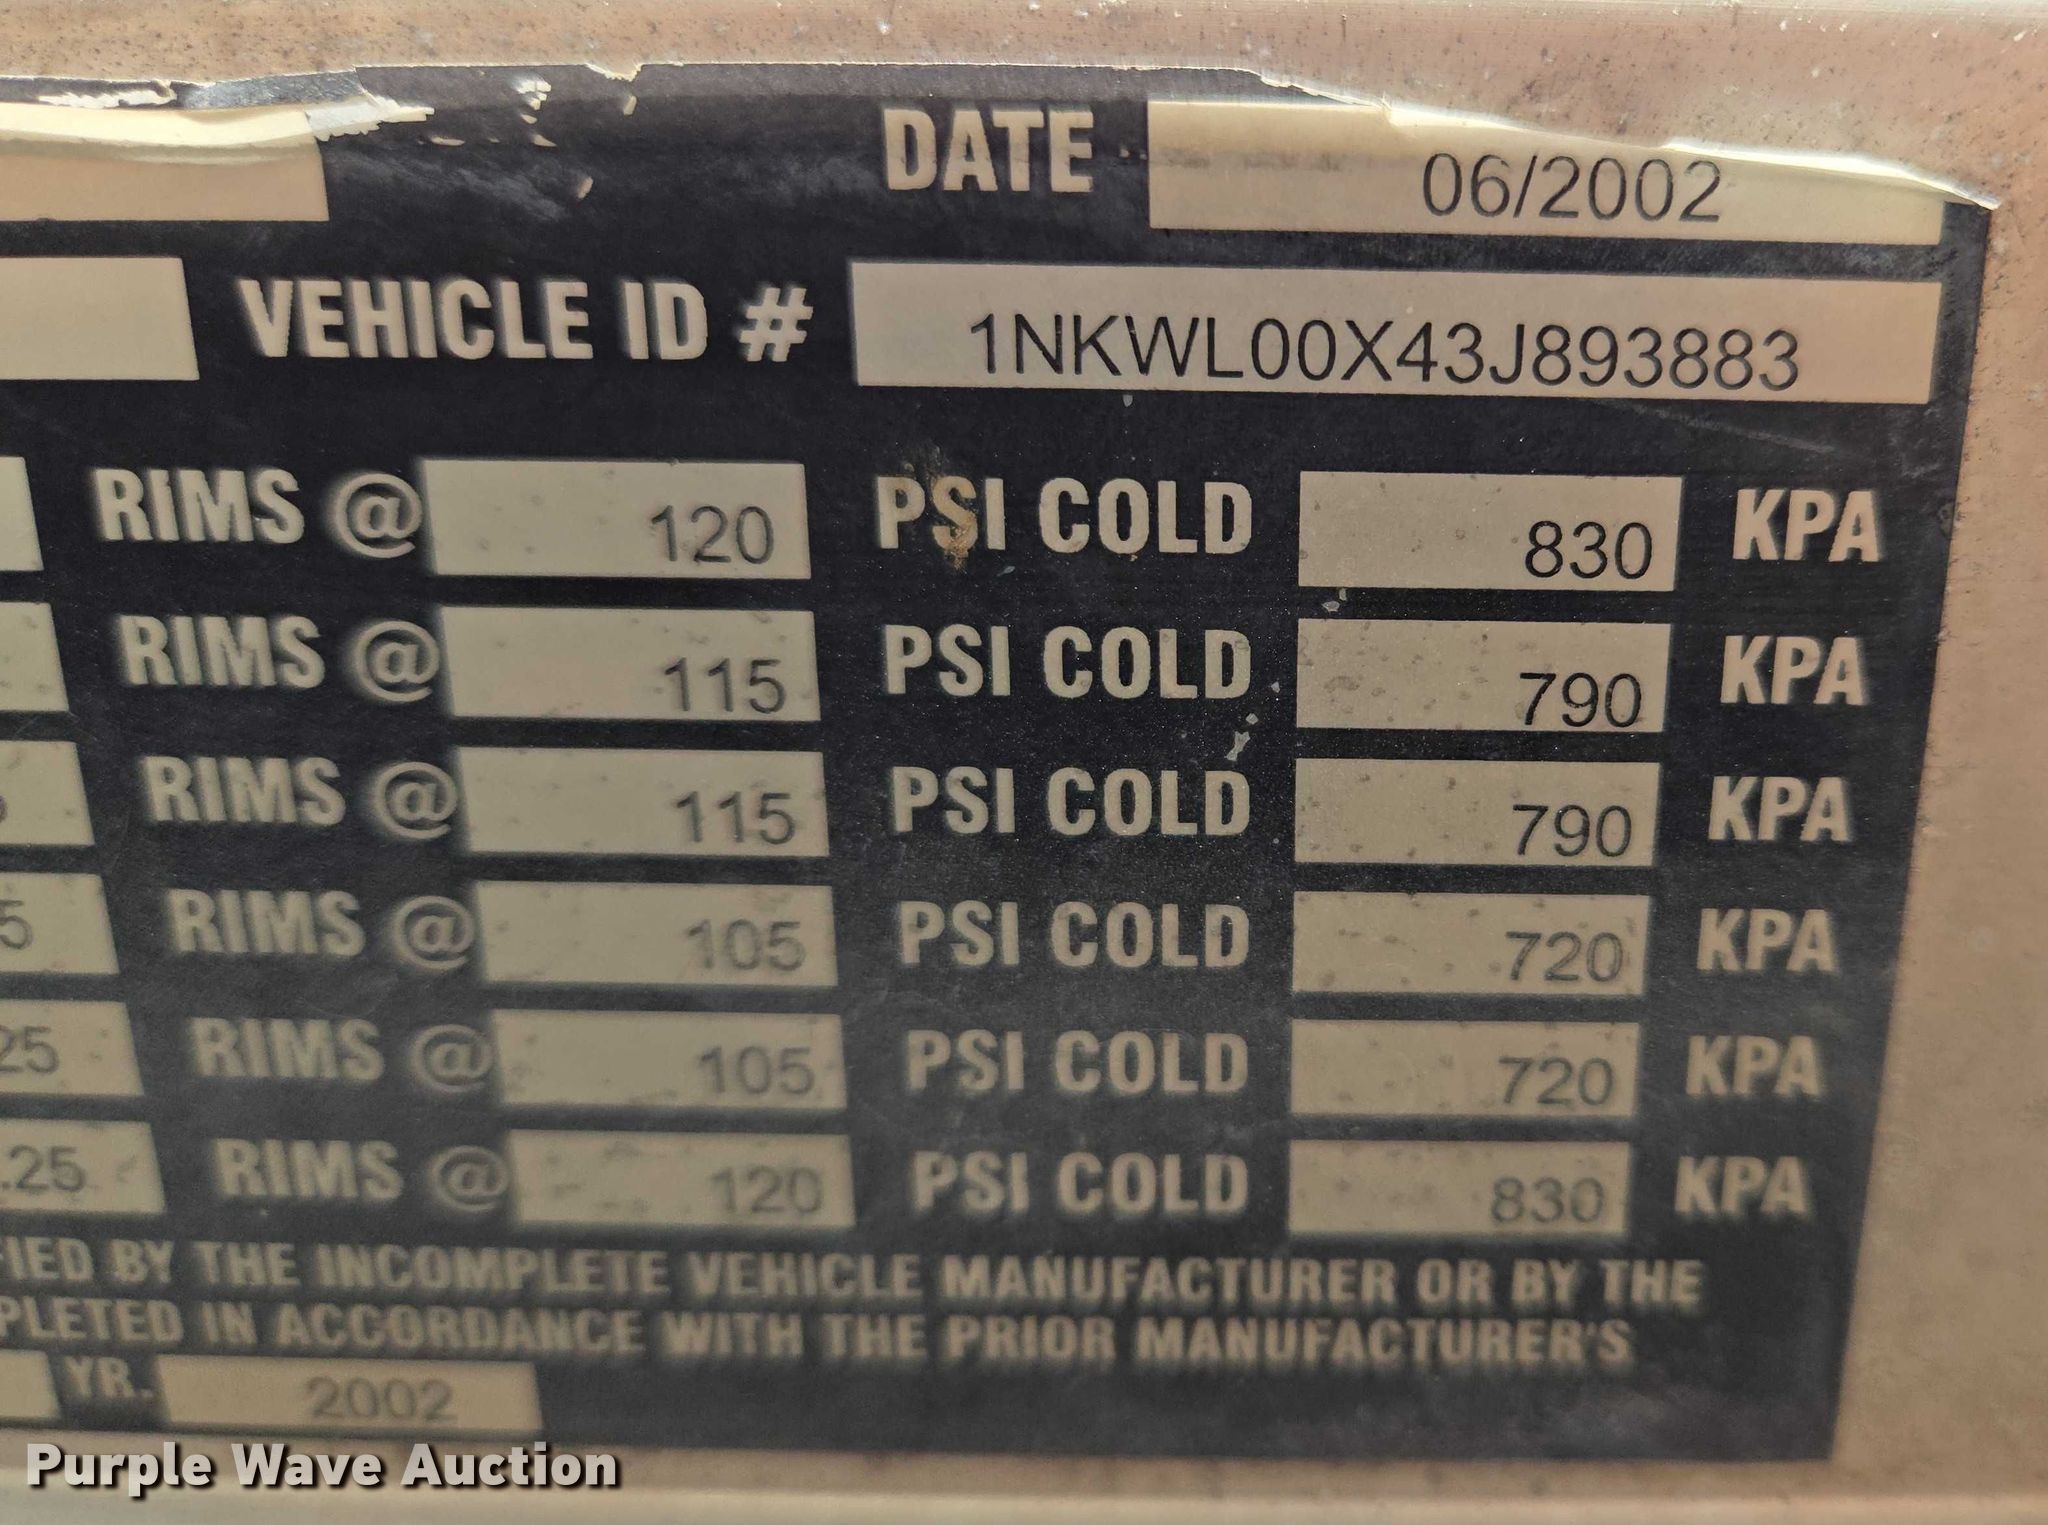 DATE 06/2002
VEHICLE ID # 1NKWL00X43J893883
RIMS @ 120 PSI COLD 830 KPA
RIMS @ 115 PSI COLD 790 KPA
RIMS @ 115 PSI COLD 790 KPA
5 RIMS @ 105 PSI COLD 720 KPA
25 RIMS @ 105 PSI COLD 720 KPA
.25 RIMS @ 120 PSI COLD 830 KPA
FIED BY THE INCOMPLETE VEHICLE MANUFACTURER OR BY THE
PLETED IN ACCORDANCE WITH THE PRIOR MANUFACTURER'S
YR. 2002
Purple Wave Auction